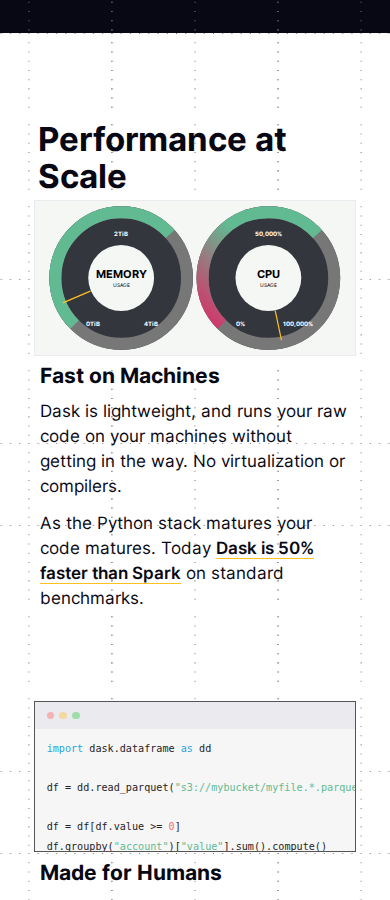 Performance at
Scale
2TiB
MEMORY
USAGE
0TiB
4TiB
50,000%
CPU
USAGE
0%
100,000%
Fast on Machines
Dask is lightweight, and runs your raw
code on your machines without
getting in the way. No virtualization or
compilers.
As the Python stack matures your
code matures. Today Dask is 50%
faster than Spark on standard
benchmarks.
import dask.dataframe as dd
df = dd.read_parquet("s3://mybucket/myfile.*.parque
df = df[df.value >= 0]
df.groupby("account")["value"].sum().compute()
Made for Humans